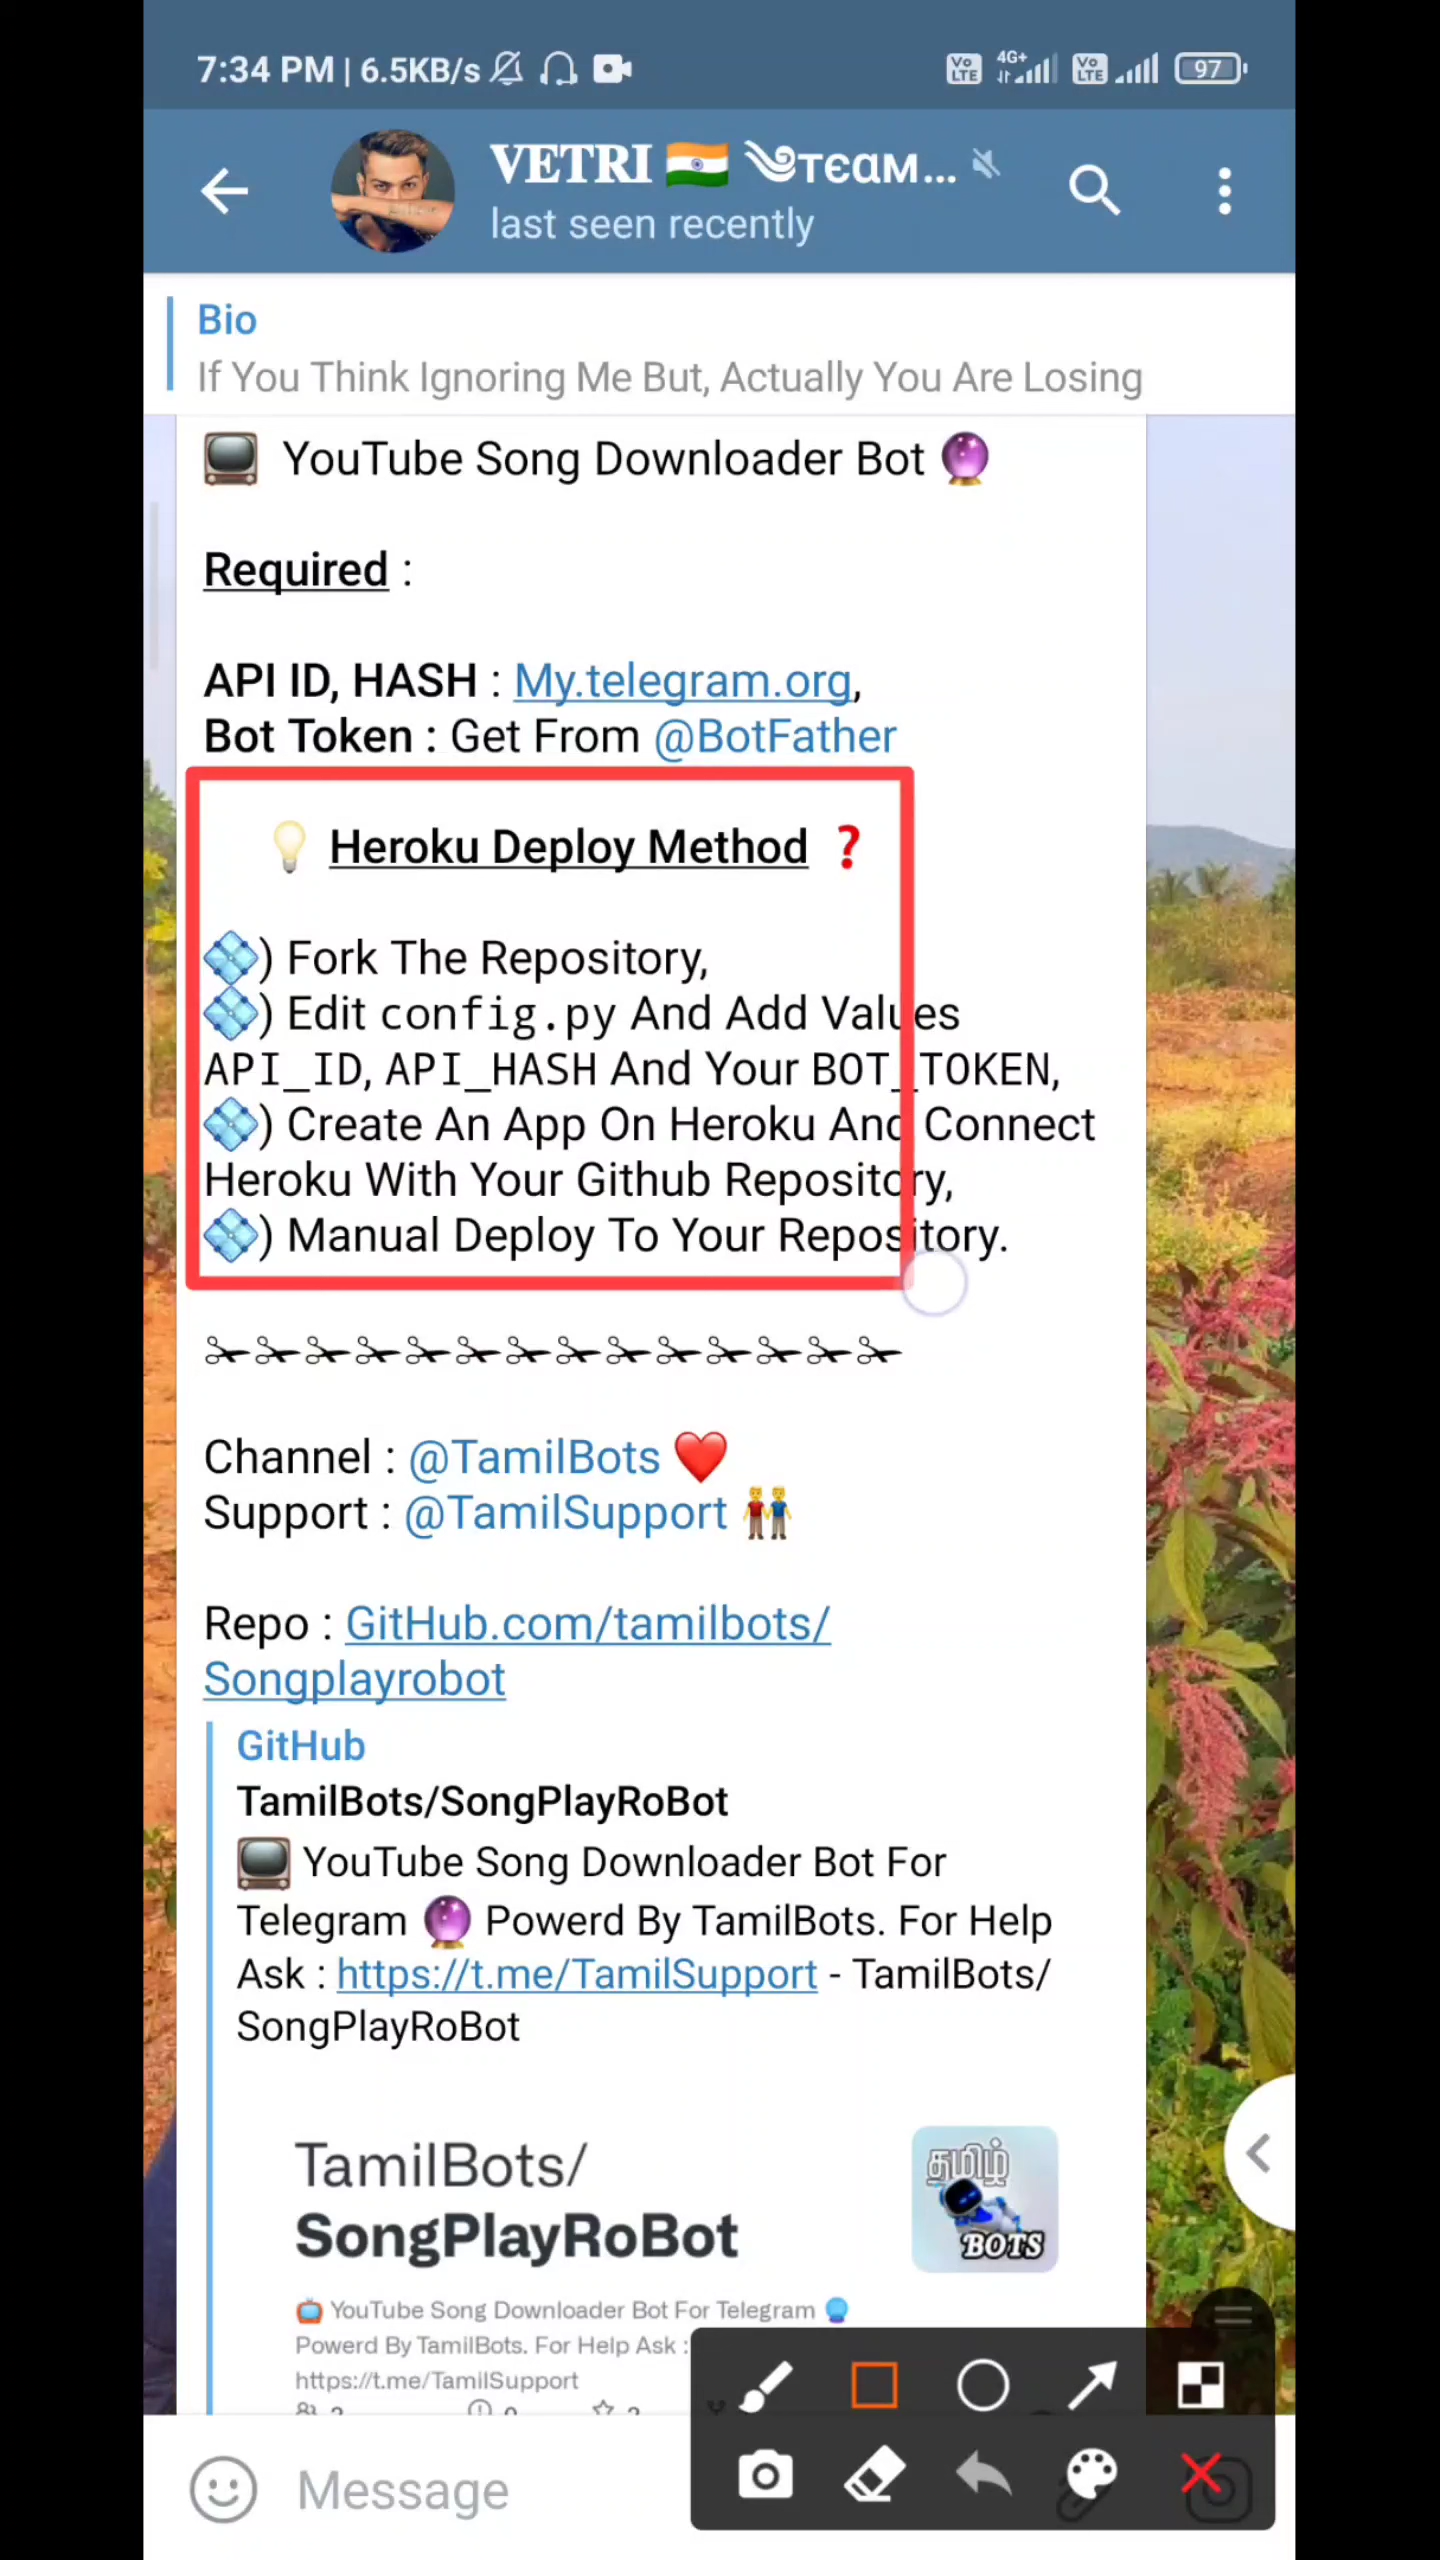 7:34 PM | 6.5KB/s
Vo LTE 4G+ Vo LTE 97
VETRI 🇮🇳 ༄ᴛєαм...
last seen recently
Bio
If You Think Ignoring Me But, Actually You Are Losing
📺 YouTube Song Downloader Bot 🔮
Required :
API ID, HASH : My.telegram.org,
Bot Token : Get From @BotFather
💡 Heroku Deploy Method ❓
💠) Fork The Repository,
💠) Edit config.py And Add Values
API_ID, API_HASH And Your BOT_TOKEN,
💠) Create An App On Heroku And Connect
Heroku With Your Github Repository,
💠) Manual Deploy To Your Repository.
✂✂✂✂✂✂✂✂✂✂✂✂✂✂
Channel : @TamilBots ❤️
Support : @TamilSupport 👬
Repo : GitHub.com/tamilbots/
Songplayrobot
GitHub
TamilBots/SongPlayRoBot
📺 YouTube Song Downloader Bot For
Telegram 🔮 Powerd By TamilBots. For Help
Ask : https://t.me/TamilSupport - TamilBots/
SongPlayRoBot
TamilBots/
SongPlayRoBot
தமிழ்
BOTS
📺 YouTube Song Downloader Bot For Telegram 🔮
Powerd By TamilBots. For Help Ask :
https://t.me/TamilSupport
Message